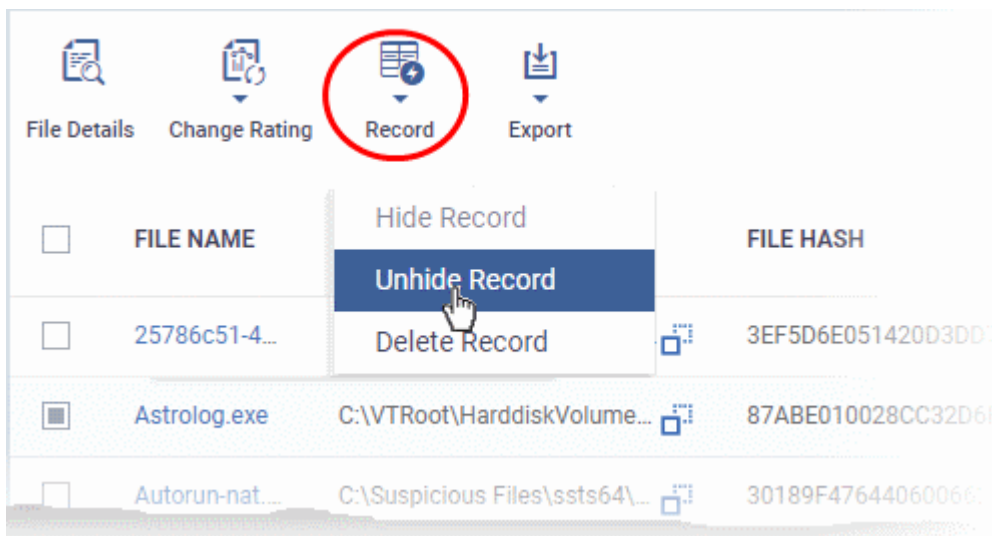 File Details Change Rating Record Export
Hide Record
FILE NAME FILE HASH
Unhide Record
Delete Record
25786c51-4... 3EF5D6E051420D3DD
Astrolog.exe C:\VTRoot\HarddiskVolume... 87ABE010028CC32D6
Autorun-nat.... C:\Suspicious Files\ssts64\... 30189F4764406006